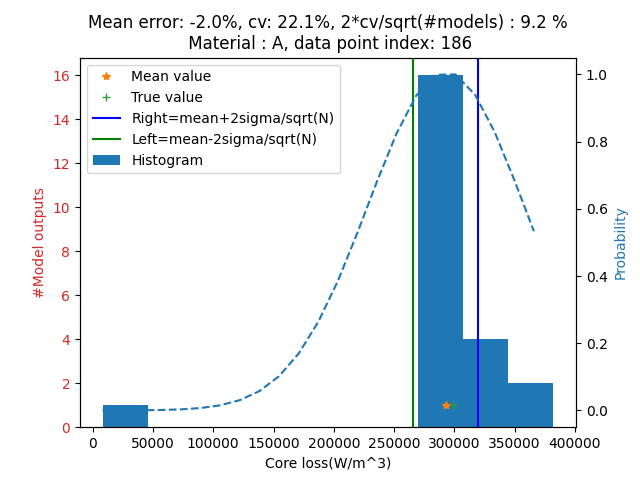 Mean error: -2.0%, cv: 22.1%, 2*cv/sqrt(#models) : 9.2 %
Material : A, data point index: 186
Mean value
True value
Right=mean+2sigma/sqrt(N)
Left=mean-2sigma/sqrt(N)
Histogram
#Model outputs
16
14
12
10
8
6
4
2
0
1.0
0.8
0.6
0.4
0.2
0.0
Probability
0 50000 100000 150000 200000 250000 300000 350000 400000
Core loss(W/m^3)